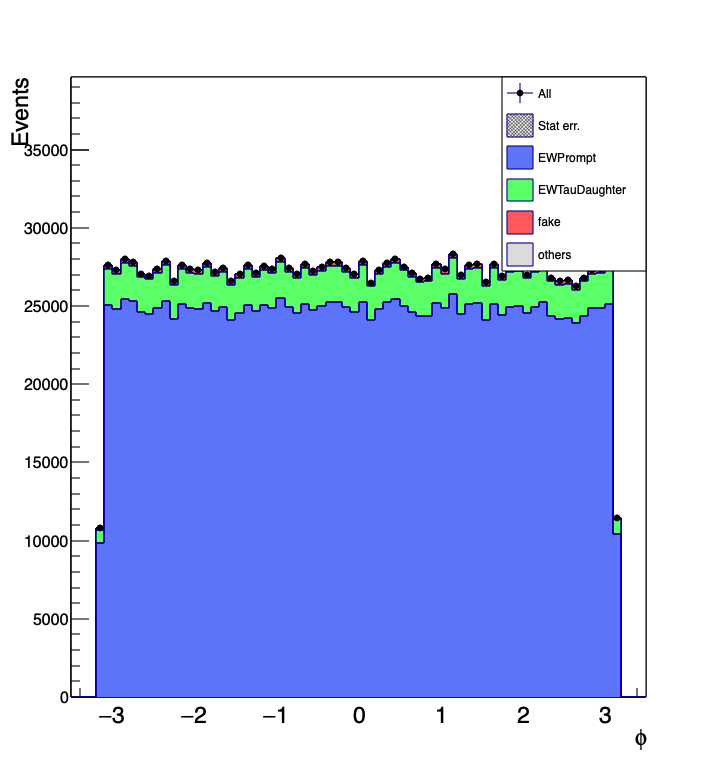 Events
35000
30000
25000
20000
15000
10000
5000
0
All
Stat err.
EWPrompt
EWTauDaughter
fake
others
−3 −2 −1 0 1 2 3
ϕ